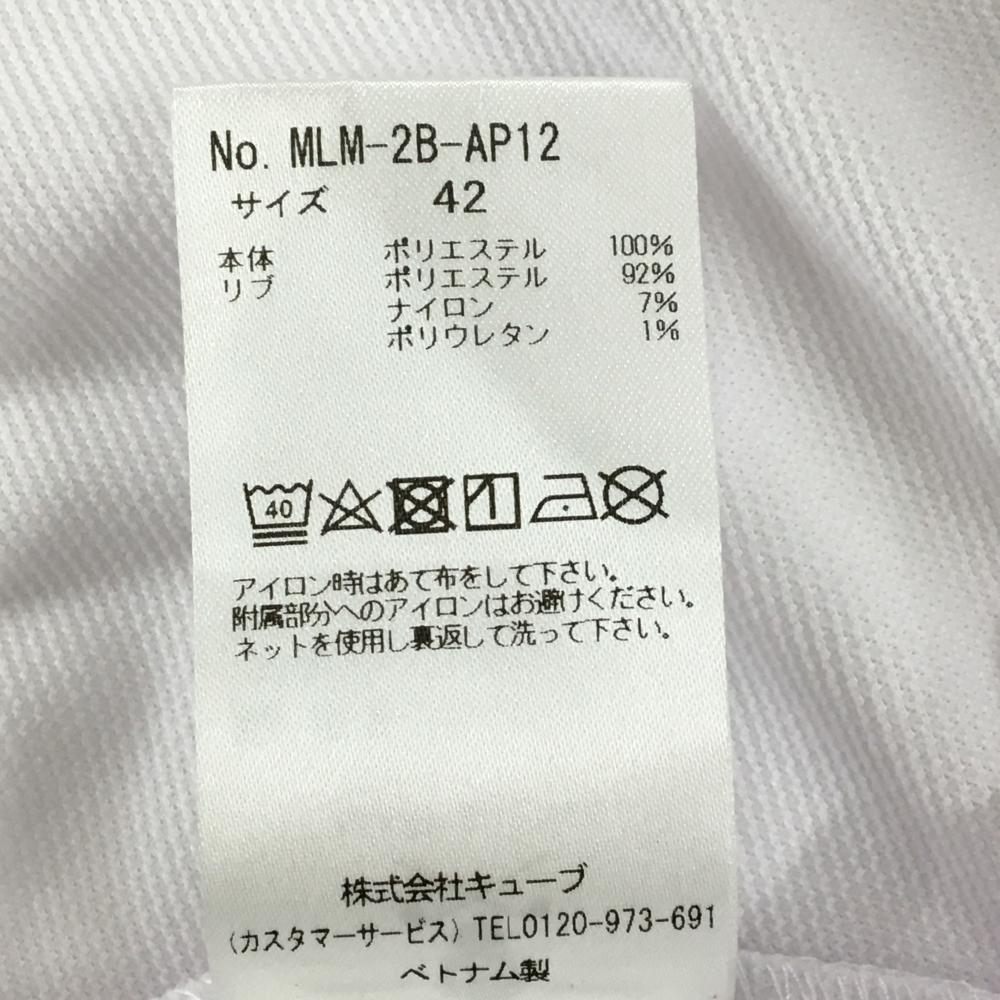 No. MLM-2B-AP12
サイズ 42
本体 ポリエステル 100%
リブ ポリエステル 92%
ナイロン 7%
ポリウレタン 1%
40
アイロン時はあて布をして下さい。
附属部分へのアイロンはお避けください。
ネットを使用し裏返して洗って下さい。
株式会社キューブ
(カスタマーサービス) TEL0120-973-691
ベトナム製